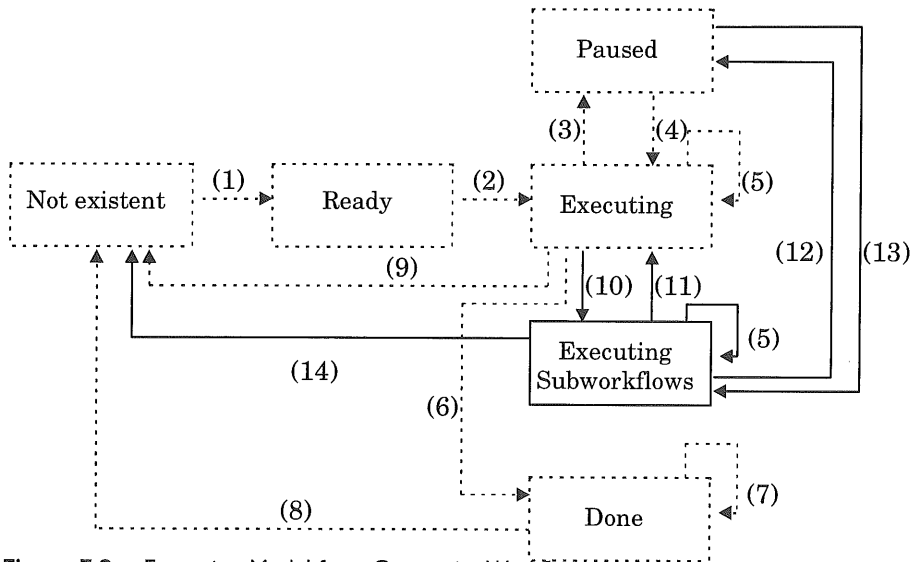 Paused
(3)
(4)
(5)
(1)
(2)
Not existent
Ready
Executing
(12)
(13)
(9)
(10)
(11)
Executing
Subworkflows
(5)
(14)
(6)
(7)
(8)
Done